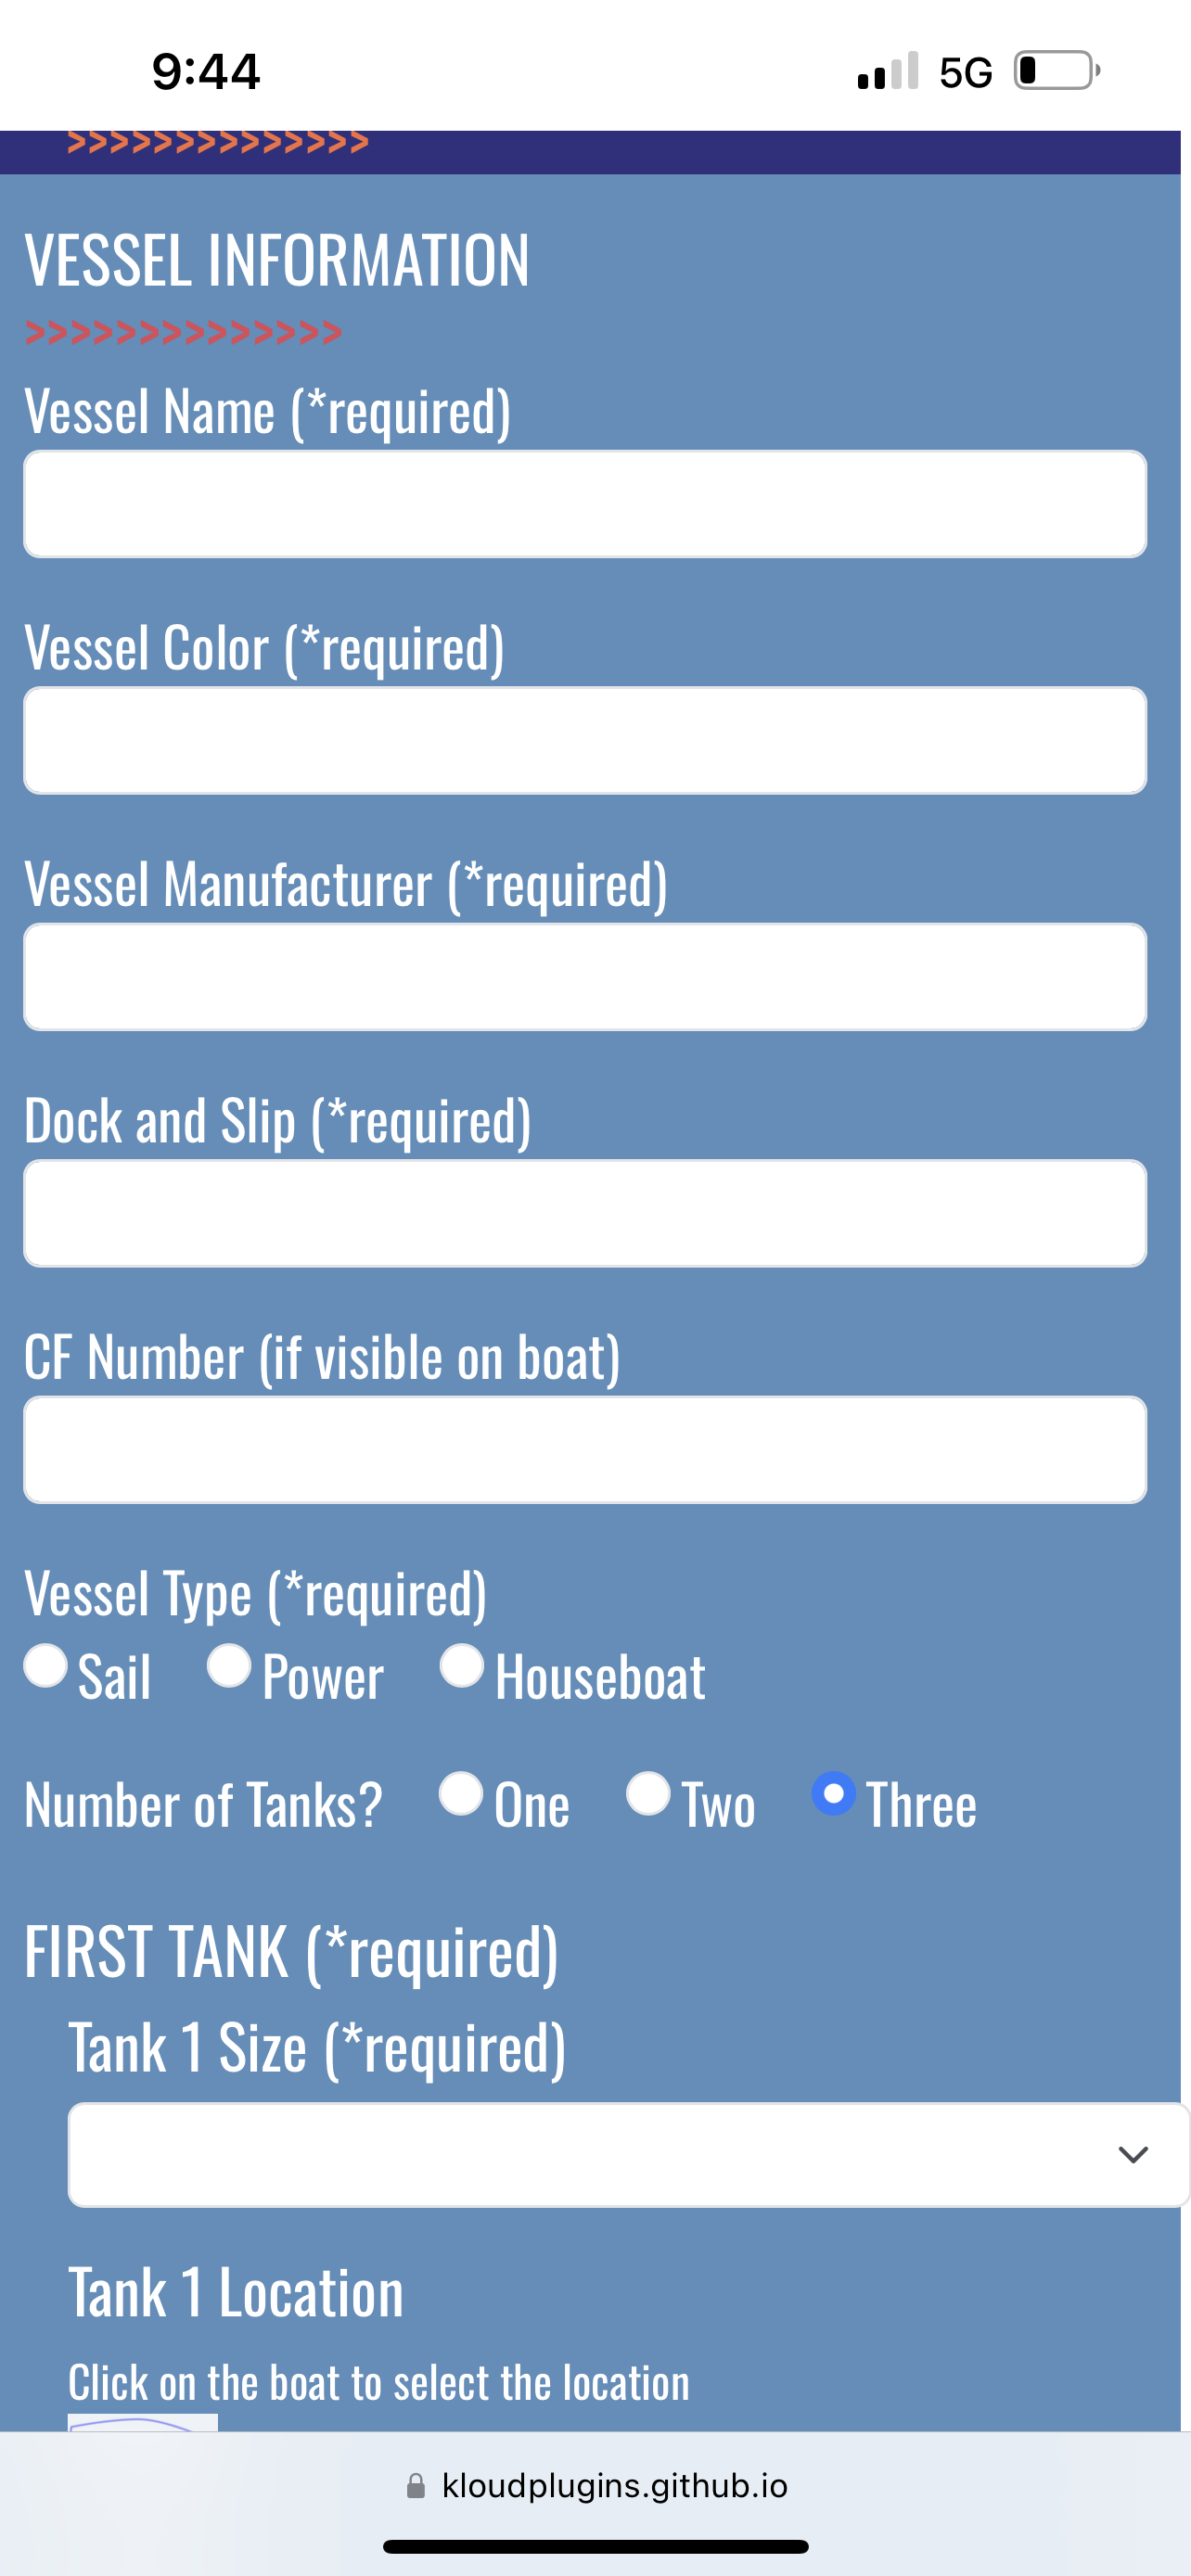 9:44 5G
>>>>>>>>>>>>>>
VESSEL INFORMATION
>>>>>>>>>>>>>>
Vessel Name (*required)
Vessel Color (*required)
Vessel Manufacturer (*required)
Dock and Slip (*required)
CF Number (if visible on boat)
Vessel Type (*required)
Sail Power Houseboat
Number of Tanks? One Two Three
FIRST TANK (*required)
Tank 1 Size (*required)
Tank 1 Location
Click on the boat to select the location
kloudplugins.github.io